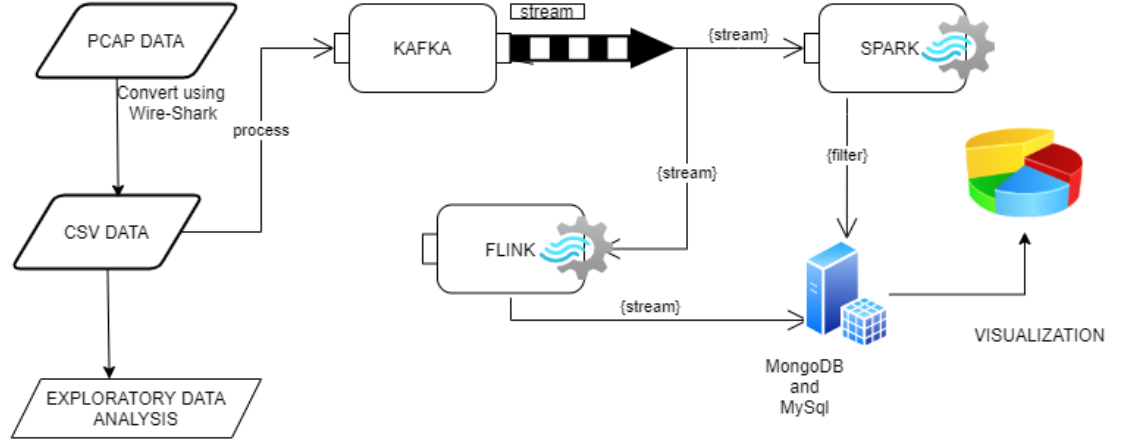 stream
PCAP DATA
KAFKA
{stream}
SPARK
Convert using
Wire-Shark
process
{filter}
{stream}
CSV DATA
FLINK
{stream}
VISUALIZATION
MongoDB
and
MySql
EXPLORATORY DATA
ANALYSIS